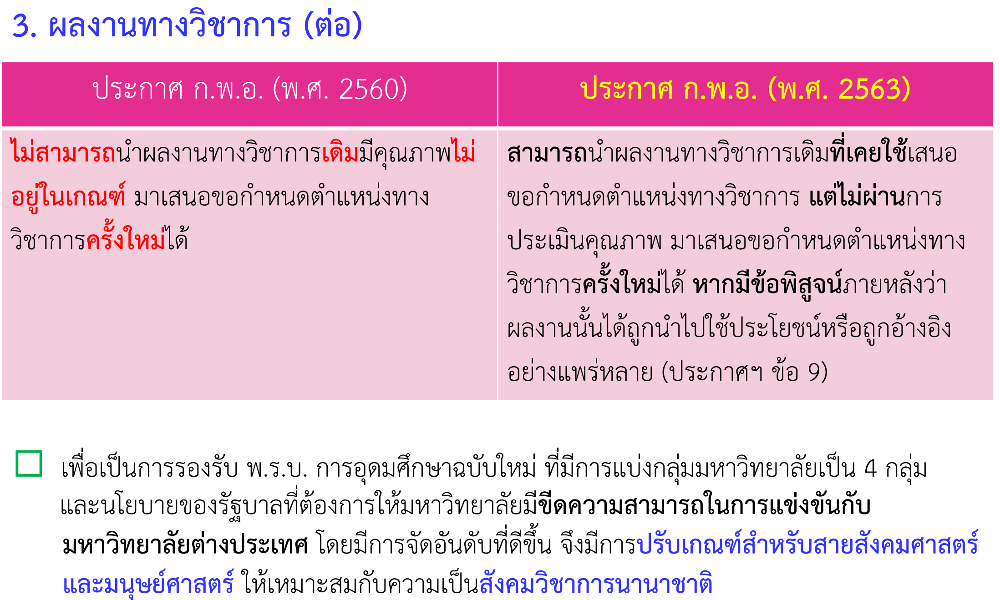 3. ผลงานทางวิชาการ (ต่อ)
ประกาศ ก.พ.อ. (พ.ศ. 2560)
ประกาศ ก.พ.อ. (พ.ศ. 2563)
ไม่สามารถนำผลงานทางวิชาการเดิมมีคุณภาพไม่
อยู่ในเกณฑ์ มาเสนอขอกำหนดตำแหน่งทาง
วิชาการครั้งใหม่ได้
สามารถนำผลงานทางวิชาการเดิมที่เคยใช้เสนอ
ขอกำหนดตำแหน่งทางวิชาการ แต่ไม่ผ่านการ
ประเมินคุณภาพ มาเสนอขอกำหนดตำแหน่งทาง
วิชาการครั้งใหม่ได้ หากมีข้อพิสูจน์ภายหลังว่า
ผลงานนั้นได้ถูกนำไปใช้ประโยชน์หรือถูกอ้างอิง
อย่างแพร่หลาย (ประกาศฯ ข้อ 9)
เพื่อเป็นการรองรับ พ.ร.บ. การอุดมศึกษาฉบับใหม่ ที่มีการแบ่งกลุ่มมหาวิทยาลัยเป็น 4 กลุ่ม
และนโยบายของรัฐบาลที่ต้องการให้มหาวิทยาลัยมีขีดความสามารถในการแข่งขันกับ
มหาวิทยาลัยต่างประเทศ โดยมีการจัดอันดับที่ดีขึ้น จึงมีการปรับเกณฑ์สำหรับสายสังคมศาสตร์
และมนุษย์ศาสตร์ ให้เหมาะสมกับความเป็นสังคมวิชาการนานาชาติ